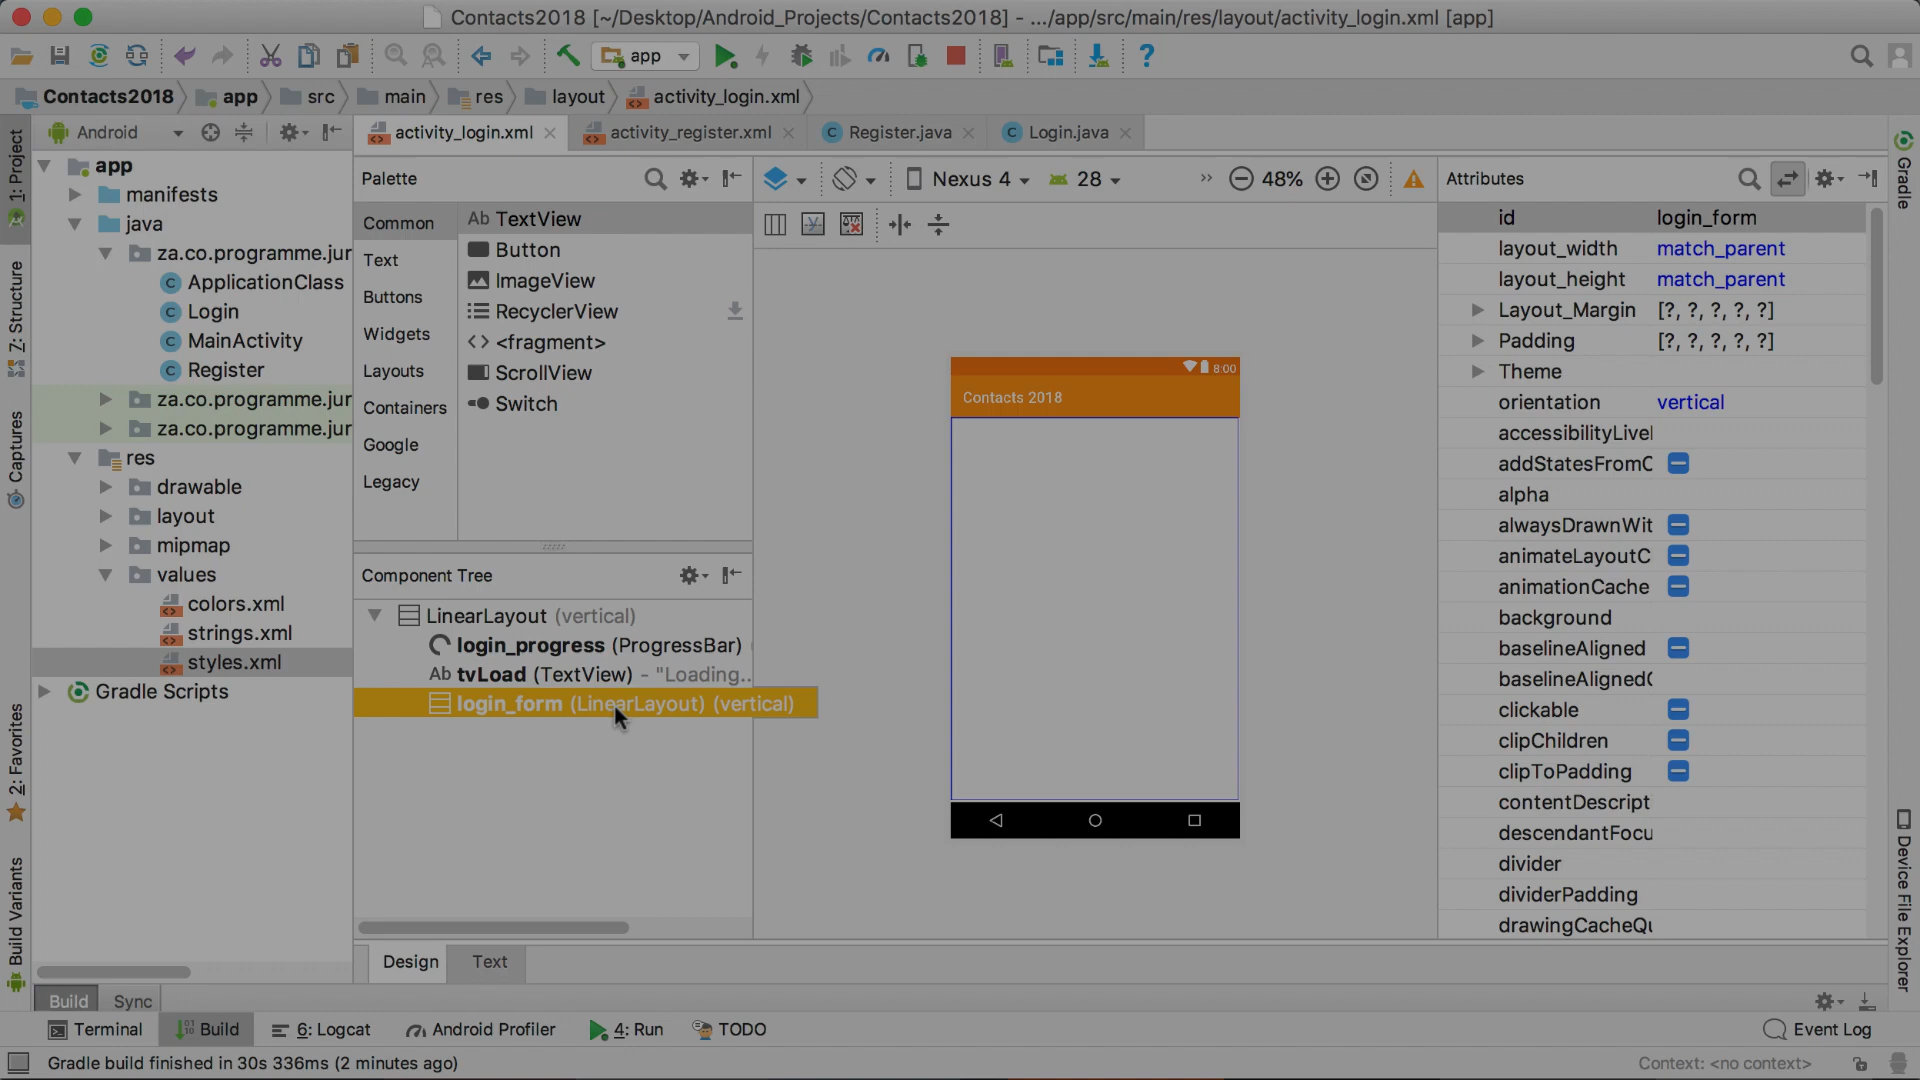 Contacts2018 [~/Desktop/Android_Projects/Contacts2018] - .../app/src/main/res/layout/activity_login.xml [app]
app
Contacts2018 app src main res layout activity_login.xml
Android
activity_login.xml activity_register.xml Register.java Login.java
1: Project
Z: Structure
Captures
2: Favorites
Build Variants
app
manifests
java
za.co.programme.jur
ApplicationClass
Login
MainActivity
Register
za.co.programme.jur
za.co.programme.jur
res
drawable
layout
mipmap
values
colors.xml
strings.xml
styles.xml
Gradle Scripts
Palette
Common
Text
Buttons
Widgets
Layouts
Containers
Google
Legacy
Ab TextView
Button
ImageView
RecyclerView
<fragment>
ScrollView
Switch
Component Tree
LinearLayout (vertical)
login_progress (ProgressBar)
Ab tvLoad (TextView) - "Loading..
login_form (LinearLayout) (vertical)
Nexus 4 28 48%
8:00
Contacts 2018
Attributes
id login_form
layout_width match_parent
layout_height match_parent
Layout_Margin [?, ?, ?, ?, ?]
Padding [?, ?, ?, ?, ?]
Theme
orientation vertical
accessibilityLivel
addStatesFromC
alpha
alwaysDrawnWit
animateLayoutC
animationCache
background
baselineAligned
baselineAligned(
clickable
clipChildren
clipToPadding
contentDescript
descendantFocu
divider
dividerPadding
drawingCacheQu
Gradle
Device File Explorer
Design Text
Build Sync
Terminal Build 6: Logcat Android Profiler 4: Run TODO Event Log
Gradle build finished in 30s 336ms (2 minutes ago) Context: <no context>